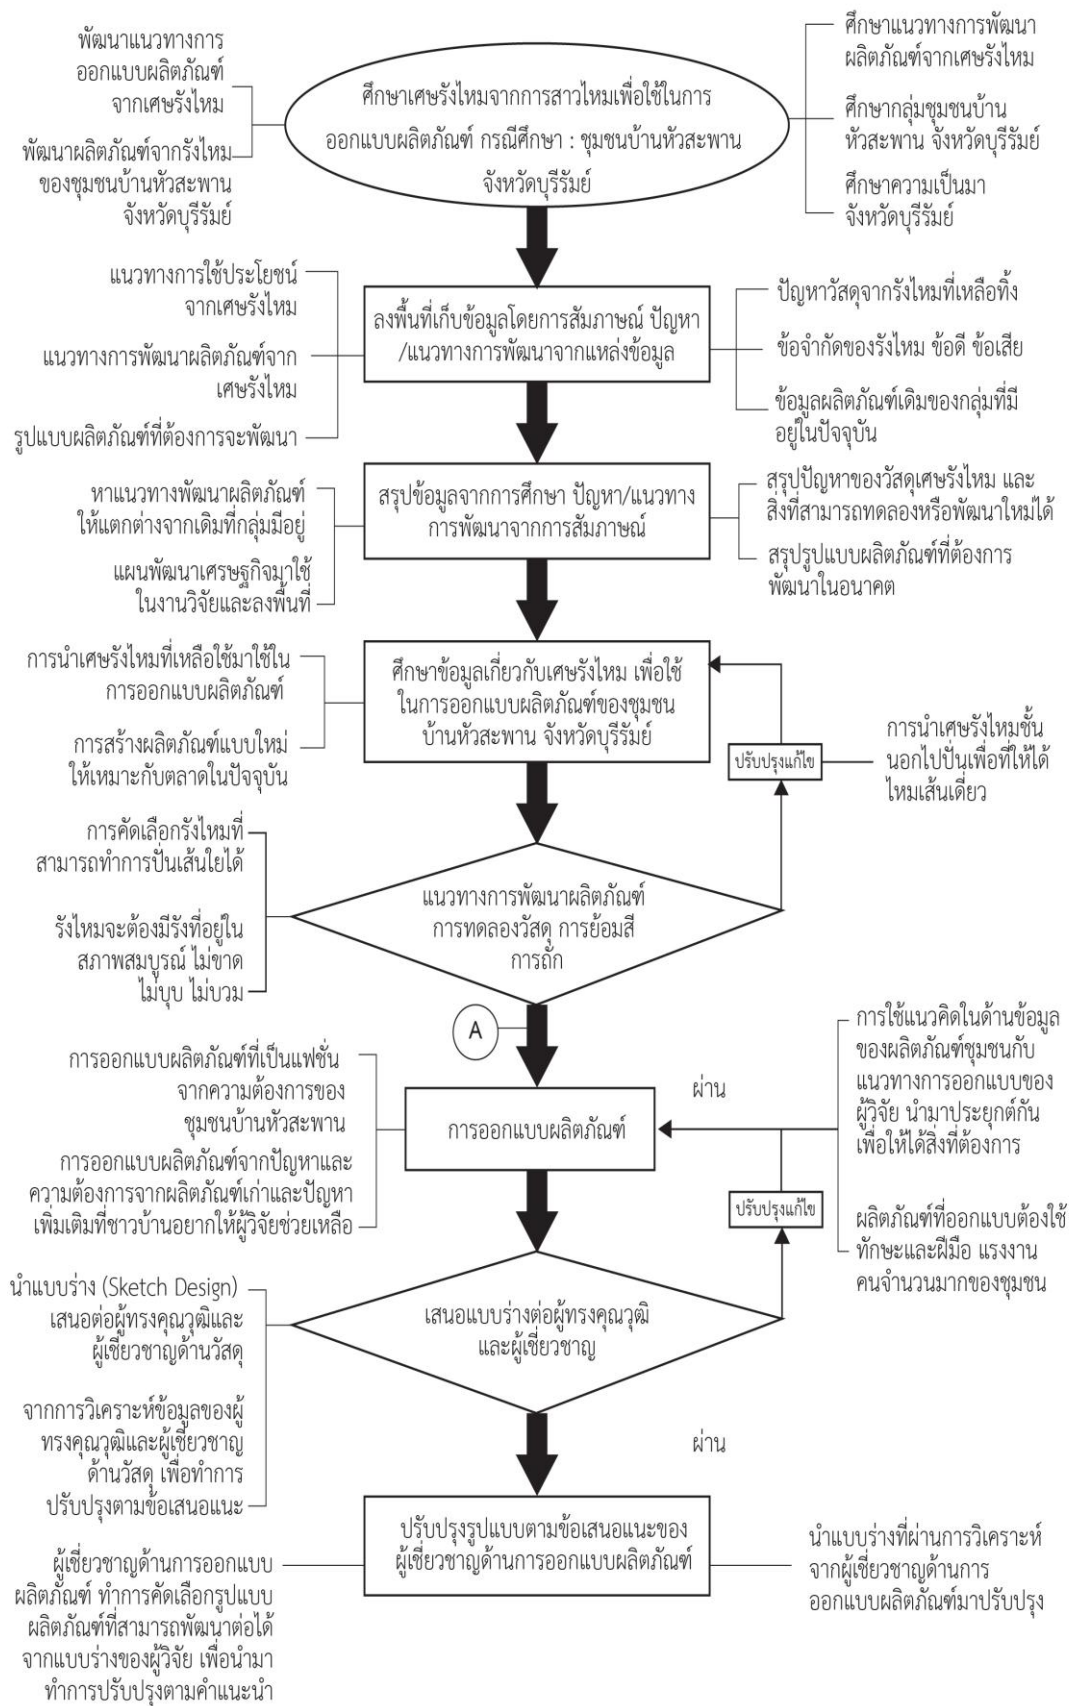 พัฒนาแนวทางการ
ออกแบบผลิตภัณฑ์
จากเศษรังไหม
พัฒนาผลิตภัณฑ์จากรังไหม
ของชุมชนบ้านหัวสะพาน
จังหวัดบุรีรัมย์
ศึกษาเศษรังไหมจากการสาวไหมเพื่อใช้ในการ
ออกแบบผลิตภัณฑ์ กรณีศึกษา : ชุมชนบ้านหัวสะพาน
จังหวัดบุรีรัมย์
ศึกษาแนวทางการพัฒนา
ผลิตภัณฑ์จากเศษรังไหม
ศึกษากลุ่มชุมชนบ้าน
หัวสะพาน จังหวัดบุรีรัมย์
ศึกษาความเป็นมา
จังหวัดบุรีรัมย์
แนวทางการใช้ประโยชน์
จากเศษรังไหม
แนวทางการพัฒนาผลิตภัณฑ์จาก
เศษรังไหม
รูปแบบผลิตภัณฑ์ที่ต้องการจะพัฒนา
ลงพื้นที่เก็บข้อมูลโดยการสัมภาษณ์ ปัญหา
/แนวทางการพัฒนาจากแหล่งข้อมูล
ปัญหาวัสดุจากรังไหมที่เหลือทิ้ง
ข้อจำกัดของรังไหม ข้อดี ข้อเสีย
ข้อมูลผลิตภัณฑ์เดิมของกลุ่มที่มี
อยู่ในปัจจุบัน
หาแนวทางพัฒนาผลิตภัณฑ์
ให้แตกต่างจากเดิมที่กลุ่มมีอยู่
แผนพัฒนาเศรษฐกิจมาใช้
ในงานวิจัยและลงพื้นที่
สรุปข้อมูลจากการศึกษา ปัญหา/แนวทาง
การพัฒนาจากการสัมภาษณ์
สรุปปัญหาของวัสดุเศษรังไหม และ
สิ่งที่สามารถทดลองหรือพัฒนาใหม่ได้
สรุปรูปแบบผลิตภัณฑ์ที่ต้องการ
พัฒนาในอนาคต
การนำเศษรังไหมที่เหลือใช้มาใช้ใน
การออกแบบผลิตภัณฑ์
การสร้างผลิตภัณฑ์แบบใหม่
ให้เหมาะกับตลาดในปัจจุบัน
ศึกษาข้อมูลเกี่ยวกับเศษรังไหม เพื่อใช้
ในการออกแบบผลิตภัณฑ์ของชุมชน
บ้านหัวสะพาน จังหวัดบุรีรัมย์
ปรับปรุงแก้ไข
การนำเศษรังไหมชั้น
นอกไปปั่นเพื่อที่ให้ได้
ไหมเส้นเดี่ยว
การคัดเลือกรังไหมที่
สามารถทำการปั่นเส้นใยได้
รังไหมจะต้องมีรังที่อยู่ใน
สภาพสมบูรณ์ ไม่ขาด
ไม่บุบ ไม่บวม
แนวทางการพัฒนาผลิตภัณฑ์
การทดลองวัสดุ การย้อมสี
การถัก
A
การออกแบบผลิตภัณฑ์ที่เป็นแฟชั่น
จากความต้องการของ
ชุมชนบ้านหัวสะพาน
การออกแบบผลิตภัณฑ์จากปัญหาและ
ความต้องการจากผลิตภัณฑ์เก่าและปัญหา
เพิ่มเติมที่ชาวบ้านอยากให้ผู้วิจัยช่วยเหลือ
การออกแบบผลิตภัณฑ์
ผ่าน
ปรับปรุงแก้ไข
การใช้แนวคิดในด้านข้อมูล
ของผลิตภัณฑ์ชุมชนกับ
แนวทางการออกแบบของ
ผู้วิจัย นำมาประยุกต์กัน
เพื่อให้ได้สิ่งที่ต้องการ
ผลิตภัณฑ์ที่ออกแบบต้องใช้
ทักษะและฝีมือ แรงงาน
คนจำนวนมากของชุมชน
นำแบบร่าง (Sketch Design)
เสนอต่อผู้ทรงคุณวุฒิและ
ผู้เชี่ยวชาญด้านวัสดุ
จากการวิเคราะห์ข้อมูลของผู้
ทรงคุณวุฒิและผู้เชี่ยวชาญ
ด้านวัสดุ เพื่อทำการ
ปรับปรุงตามข้อเสนอแนะ
เสนอแบบร่างต่อผู้ทรงคุณวุฒิ
และผู้เชี่ยวชาญ
ผ่าน
ปรับปรุงรูปแบบตามข้อเสนอแนะของ
ผู้เชี่ยวชาญด้านการออกแบบผลิตภัณฑ์
ผู้เชี่ยวชาญด้านการออกแบบ
ผลิตภัณฑ์ ทำการคัดเลือกรูปแบบ
ผลิตภัณฑ์ที่สามารถพัฒนาต่อได้
จากแบบร่างของผู้วิจัย เพื่อนำมา
ทำการปรับปรุงตามคำแนะนำ
นำแบบร่างที่ผ่านการวิเคราะห์
จากผู้เชี่ยวชาญด้านการ
ออกแบบผลิตภัณฑ์มาปรับปรุง